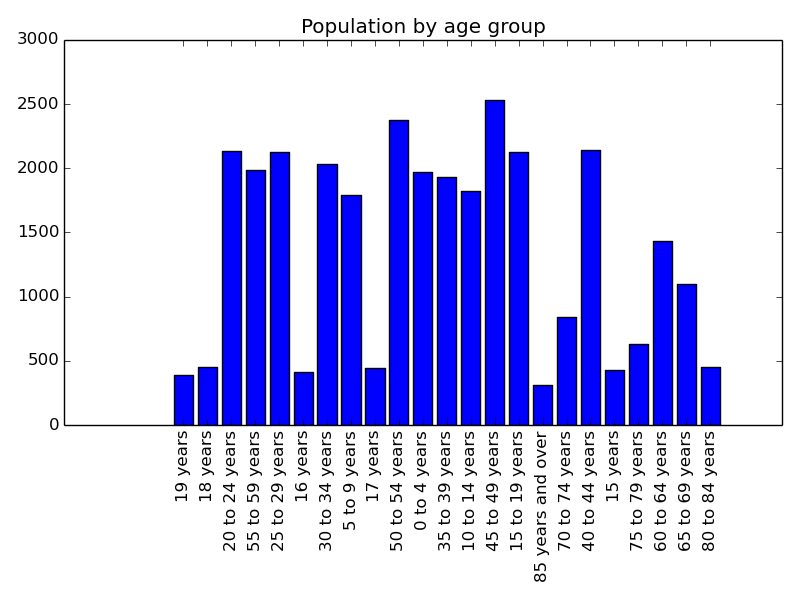 Population by age group
3000
2500
2000
1500
1000
500
0
19 years
18 years
20 to 24 years
55 to 59 years
25 to 29 years
16 years
30 to 34 years
5 to 9 years
17 years
50 to 54 years
0 to 4 years
35 to 39 years
10 to 14 years
45 to 49 years
15 to 19 years
85 years and over
70 to 74 years
40 to 44 years
15 years
75 to 79 years
60 to 64 years
65 to 69 years
80 to 84 years